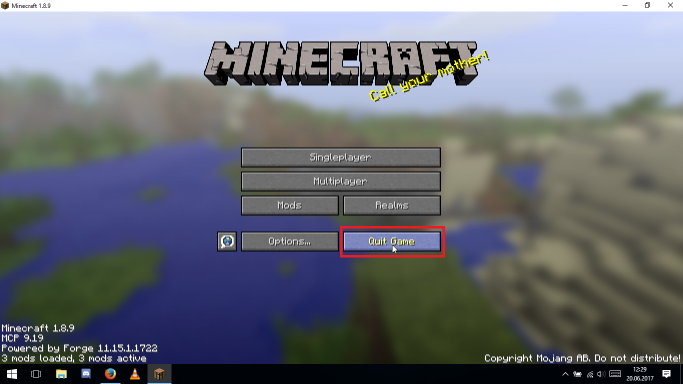 Minecraft 1.8.9
MINECRAFT
Call your mother!
Singleplayer
Multiplayer
Mods
Realms
Options...
Quit Game
Minecraft 1.8.9
MCP 9.19
Powered by Forge 11.15.1.1722
3 mods loaded, 3 mods active
Copyright Mojang AB. Do not distribute!
12:29
20.06.2017